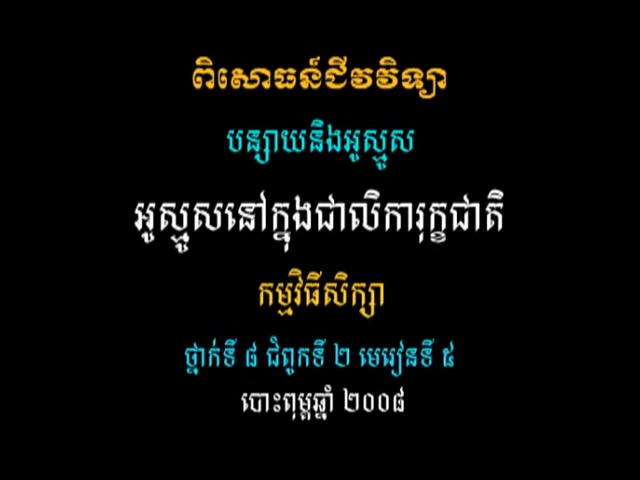 ពិសោធន៍ជីវវិទ្យា
បន្សាយនិងអូស្មូស
អូស្មូសនៅក្នុងជាលិការុក្ខជាតិ
កម្មវិធីសិក្សា
ថ្នាក់ទី ៨ ជំពូកទី ២ មេរៀនទី ៥
បោះពុម្ពឆ្នាំ ២០០៨